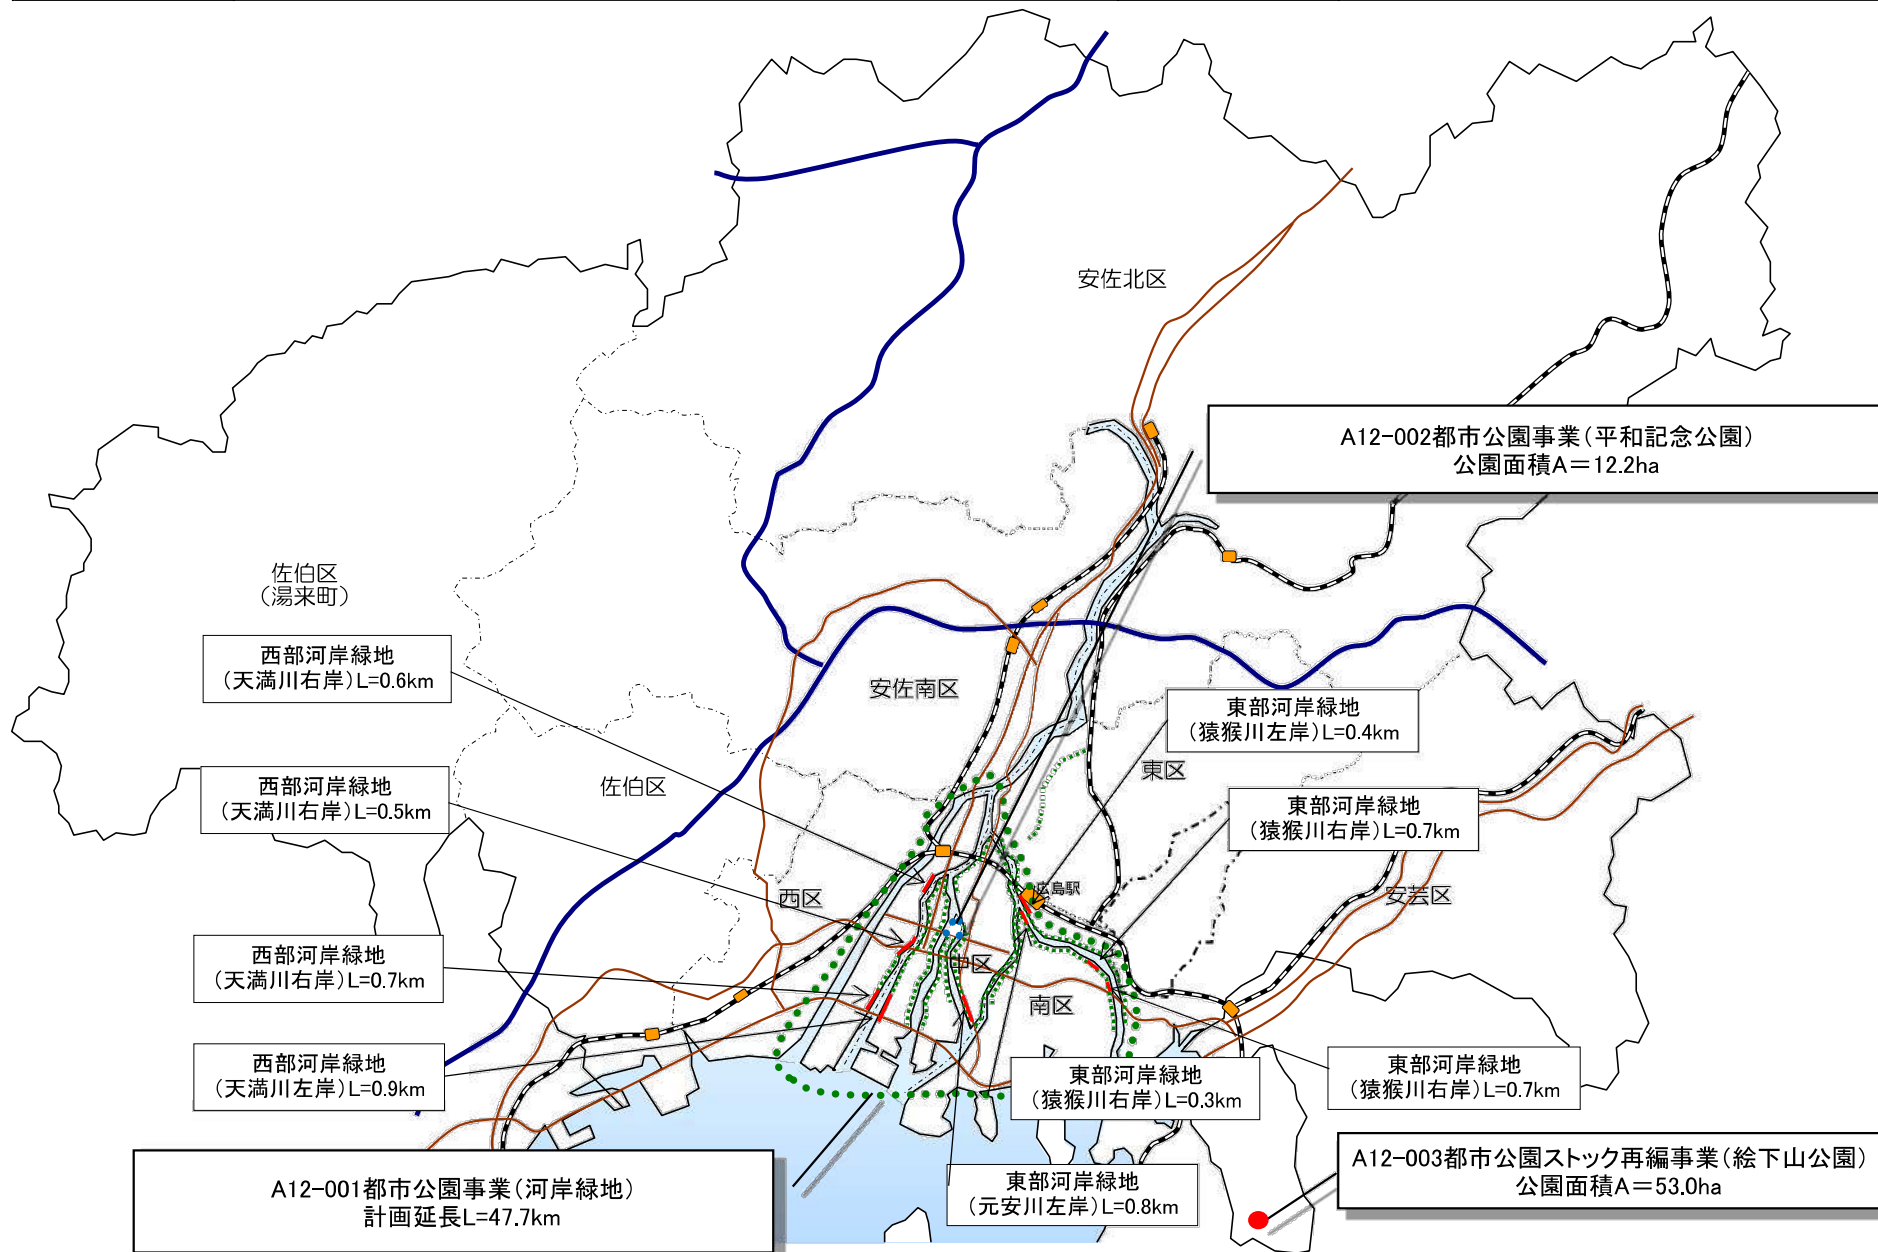 安佐北区
A12-002都市公園事業(平和記念公園)
公園面積A=12.2ha
佐伯区
(湯来町)
西部河岸緑地
(天満川右岸)L=0.6km
安佐南区
東部河岸緑地
(猿猴川左岸)L=0.4km
東区
西部河岸緑地
(天満川右岸)L=0.5km
佐伯区
東部河岸緑地
(猿猴川右岸)L=0.7km
広島駅
西区
安芸区
西部河岸緑地
(天満川右岸)L=0.7km
中区
南区
西部河岸緑地
(天満川左岸)L=0.9km
東部河岸緑地
(猿猴川右岸)L=0.3km
東部河岸緑地
(猿猴川右岸)L=0.7km
A12-001都市公園事業(河岸緑地)
計画延長L=47.7km
東部河岸緑地
(元安川左岸)L=0.8km
A12-003都市公園ストック再編事業(絵下山公園)
公園面積A=53.0ha